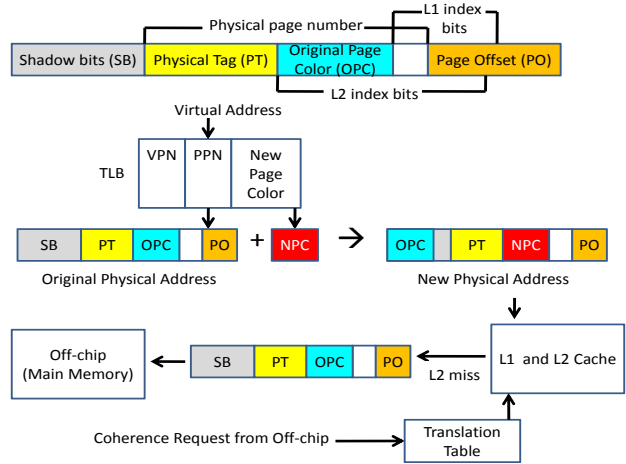 Physical page number
L1 index
bits
Shadow bits (SB)
Physical Tag (PT)
Original Page
Color (OPC)
Page Offset (PO)
L2 index bits
Virtual Address
TLB
VPN
PPN
New
Page
Color
SB
PT
OPC
PO
+
NPC
OPC
PT
NPC
PO
Original Physical Address
New Physical Address
Off-chip
(Main Memory)
SB
PT
OPC
PO
L2 miss
L1 and L2 Cache
Coherence Request from Off-chip
Translation
Table